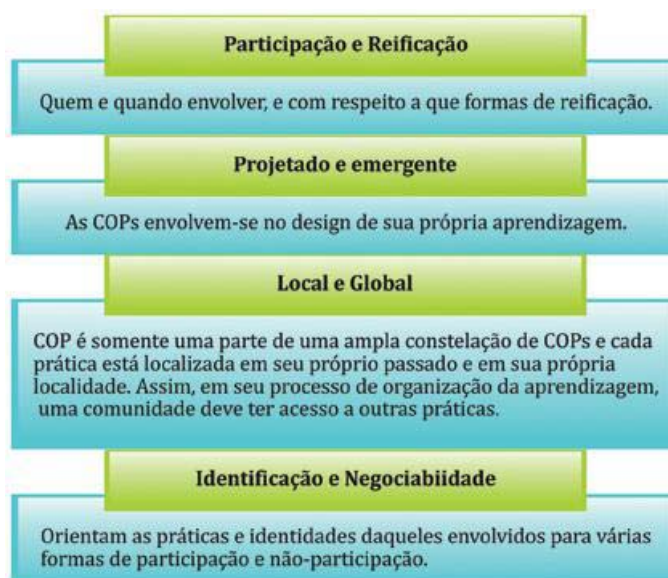 Participação e Reificação
Quem e quando envolver, e com respeito a que formas de reificação.
Projetado e emergente
As COPs envolvem-se no design de sua própria aprendizagem.
Local e Global
COP é somente uma parte de uma ampla constelação de COPs e cada
prática está localizada em seu próprio passado e em sua própria
localidade. Assim, em seu processo de organização da aprendizagem,
uma comunidade deve ter acesso a outras práticas.
Identificação e Negociabiidade
Orientam as práticas e identidades daqueles envolvidos para várias
formas de participação e não-participação.